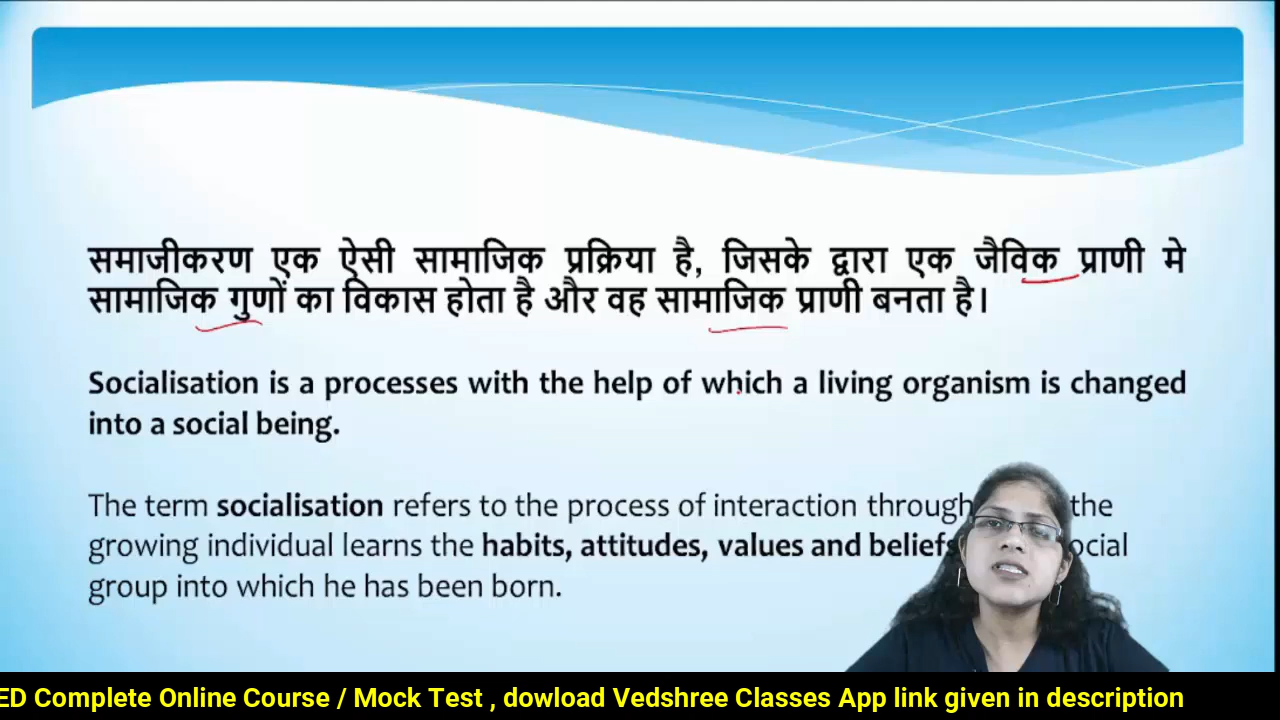 समाजीकरण एक ऐसी सामाजिक प्रक्रिया है, जिसके द्वारा एक जैविक प्राणी मे
सामाजिक गुणों का विकास होता है और वह सामाजिक प्राणी बनता है।
Socialisation is a processes with the help of which a living organism is changed
into a social being.
The term socialisation refers to the process of interaction through the
growing individual learns the habits, attitudes, values and beliefs
group into which he has been born.
ED Complete Online Course / Mock Test , dowload Vedshree Classes App link given in description